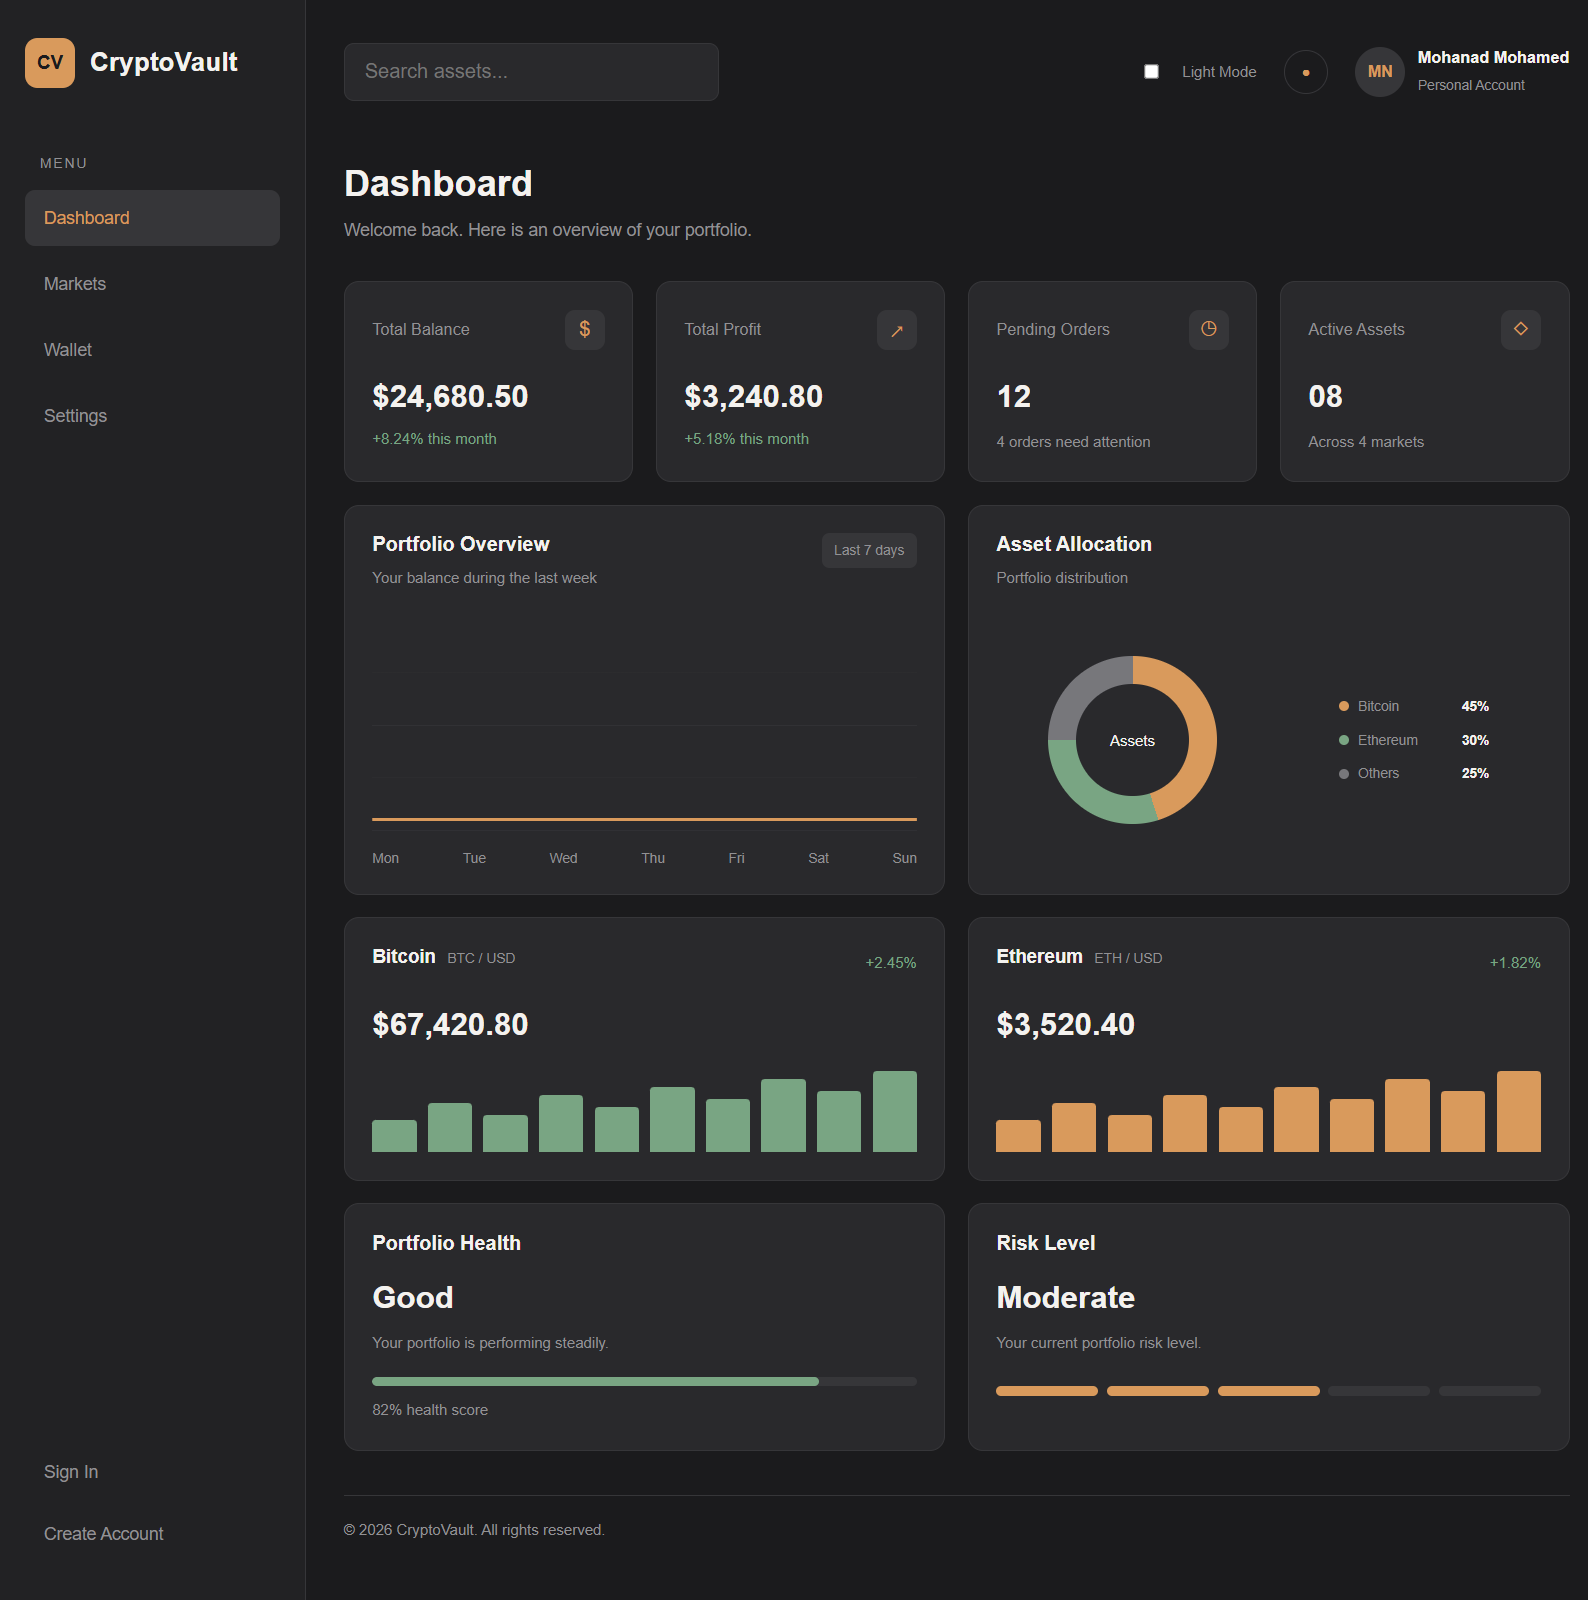 CV
CryptoVault
MENU
Dashboard
Markets
Wallet
Settings
Sign In
Create Account
Search assets...
Light Mode
MN
Mohanad Mohamed
Personal Account
Dashboard
Welcome back. Here is an overview of your portfolio.
Total Balance
$
$24,680.50
+8.24% this month
Total Profit
↗
$3,240.80
+5.18% this month
Pending Orders
12
4 orders need attention
Active Assets
08
Across 4 markets
Portfolio Overview
Your balance during the last week
Last 7 days
Mon Tue Wed Thu Fri Sat Sun
Asset Allocation
Portfolio distribution
Assets
Bitcoin 45%
Ethereum 30%
Others 25%
Bitcoin BTC / USD
+2.45%
$67,420.80
Ethereum ETH / USD
+1.82%
$3,520.40
Portfolio Health
Good
Your portfolio is performing steadily.
82% health score
Risk Level
Moderate
Your current portfolio risk level.
© 2026 CryptoVault. All rights reserved.